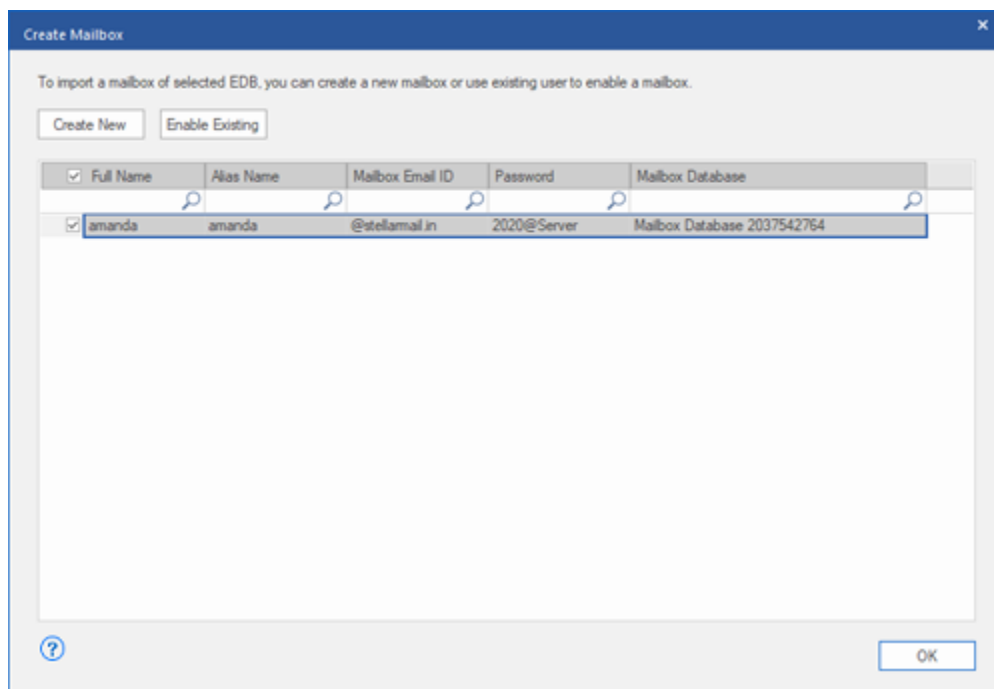 Create Mailbox
To import a mailbox of selected EDB, you can create a new mailbox or use existing user to enable a mailbox.
Create New Enable Existing
Full Name Alias Name Mailbox Email ID Password Mailbox Database
amanda amanda @stellarmail.in 2020@Server Mailbox Database 2037542764
? OK